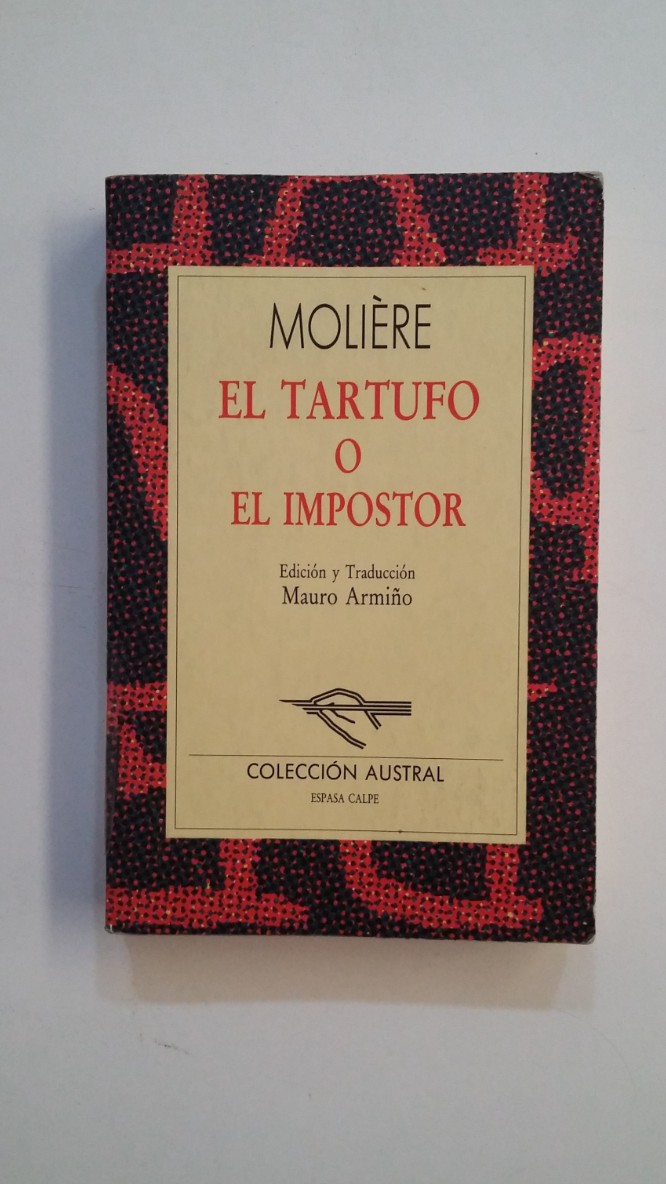 MOLIÈRE
EL TARTUFO
O
EL IMPOSTOR
Edición y Traducción
Mauro Armiño
COLECCIÓN AUSTRAL
ESPASA CALPE